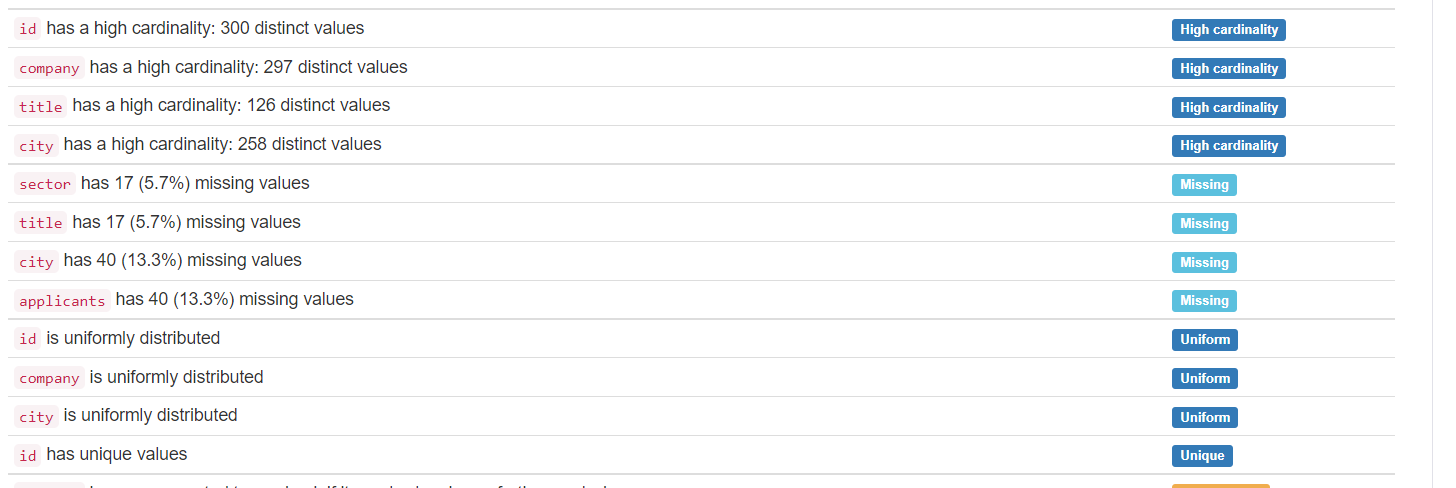 id has a high cardinality: 300 distinct values High cardinality
company has a high cardinality: 297 distinct values High cardinality
title has a high cardinality: 126 distinct values High cardinality
city has a high cardinality: 258 distinct values High cardinality
sector has 17 (5.7%) missing values Missing
title has 17 (5.7%) missing values Missing
city has 40 (13.3%) missing values Missing
applicants has 40 (13.3%) missing values Missing
id is uniformly distributed Uniform
company is uniformly distributed Uniform
city is uniformly distributed Uniform
id has unique values Unique